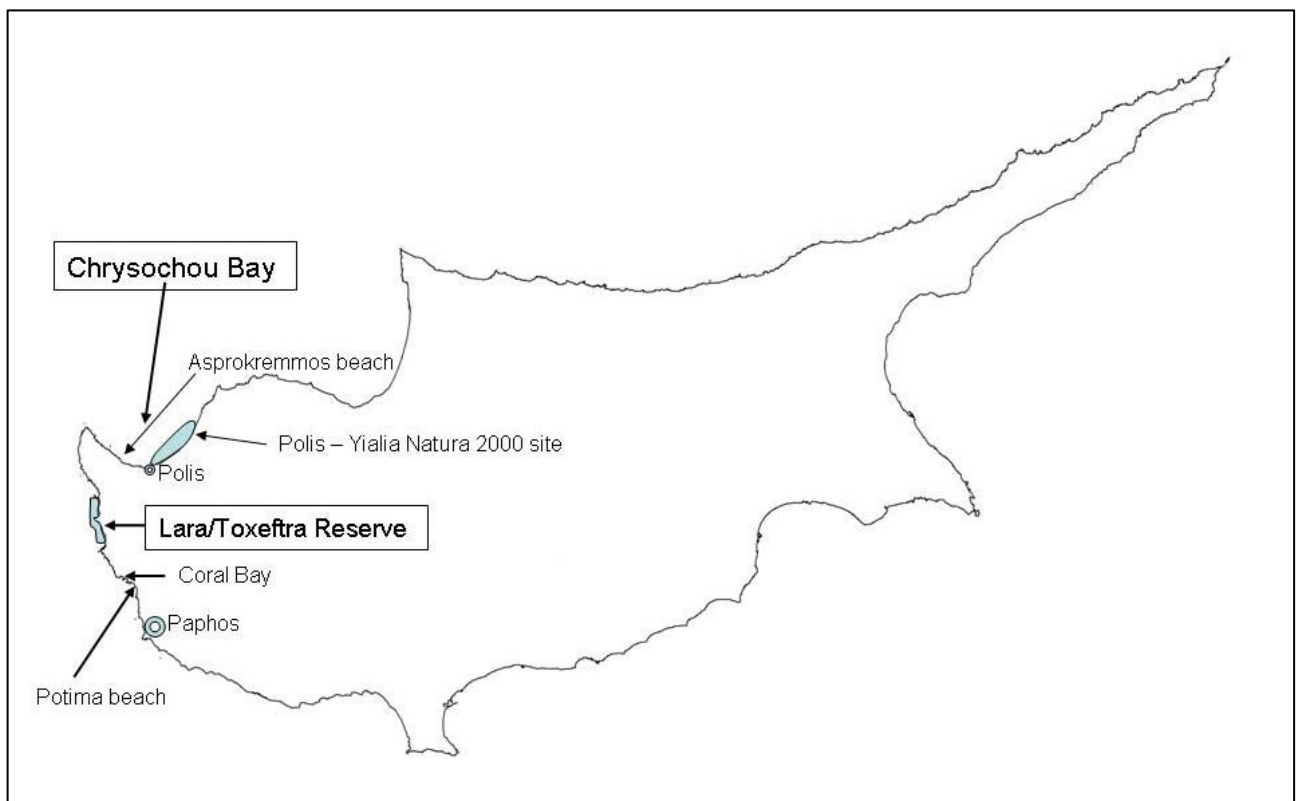 Chrysochou Bay
Asprokremmos beach
Polis – Yialia Natura 2000 site
Polis
Lara/Toxeftra Reserve
Coral Bay
Paphos
Potima beach